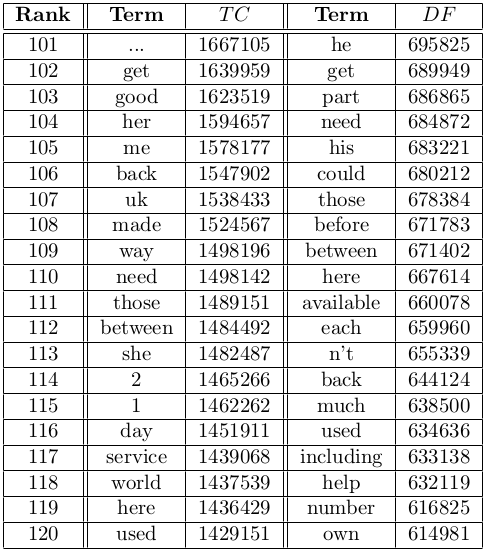 Rank Term TC Term DF
101 ... 1667105 he 695825
102 get 1639959 get 689949
103 good 1623519 part 686865
104 her 1594657 need 684872
105 me 1578177 his 683221
106 back 1547902 could 680212
107 uk 1538433 those 678384
108 made 1524567 before 671783
109 way 1498196 between 671402
110 need 1498142 here 667614
111 those 1489151 available 660078
112 between 1484492 each 659960
113 she 1482487 n't 655339
114 2 1465266 back 644124
115 1 1462262 much 638500
116 day 1451911 used 634636
117 service 1439068 including 633138
118 world 1437539 help 632119
119 here 1436429 number 616825
120 used 1429151 own 614981